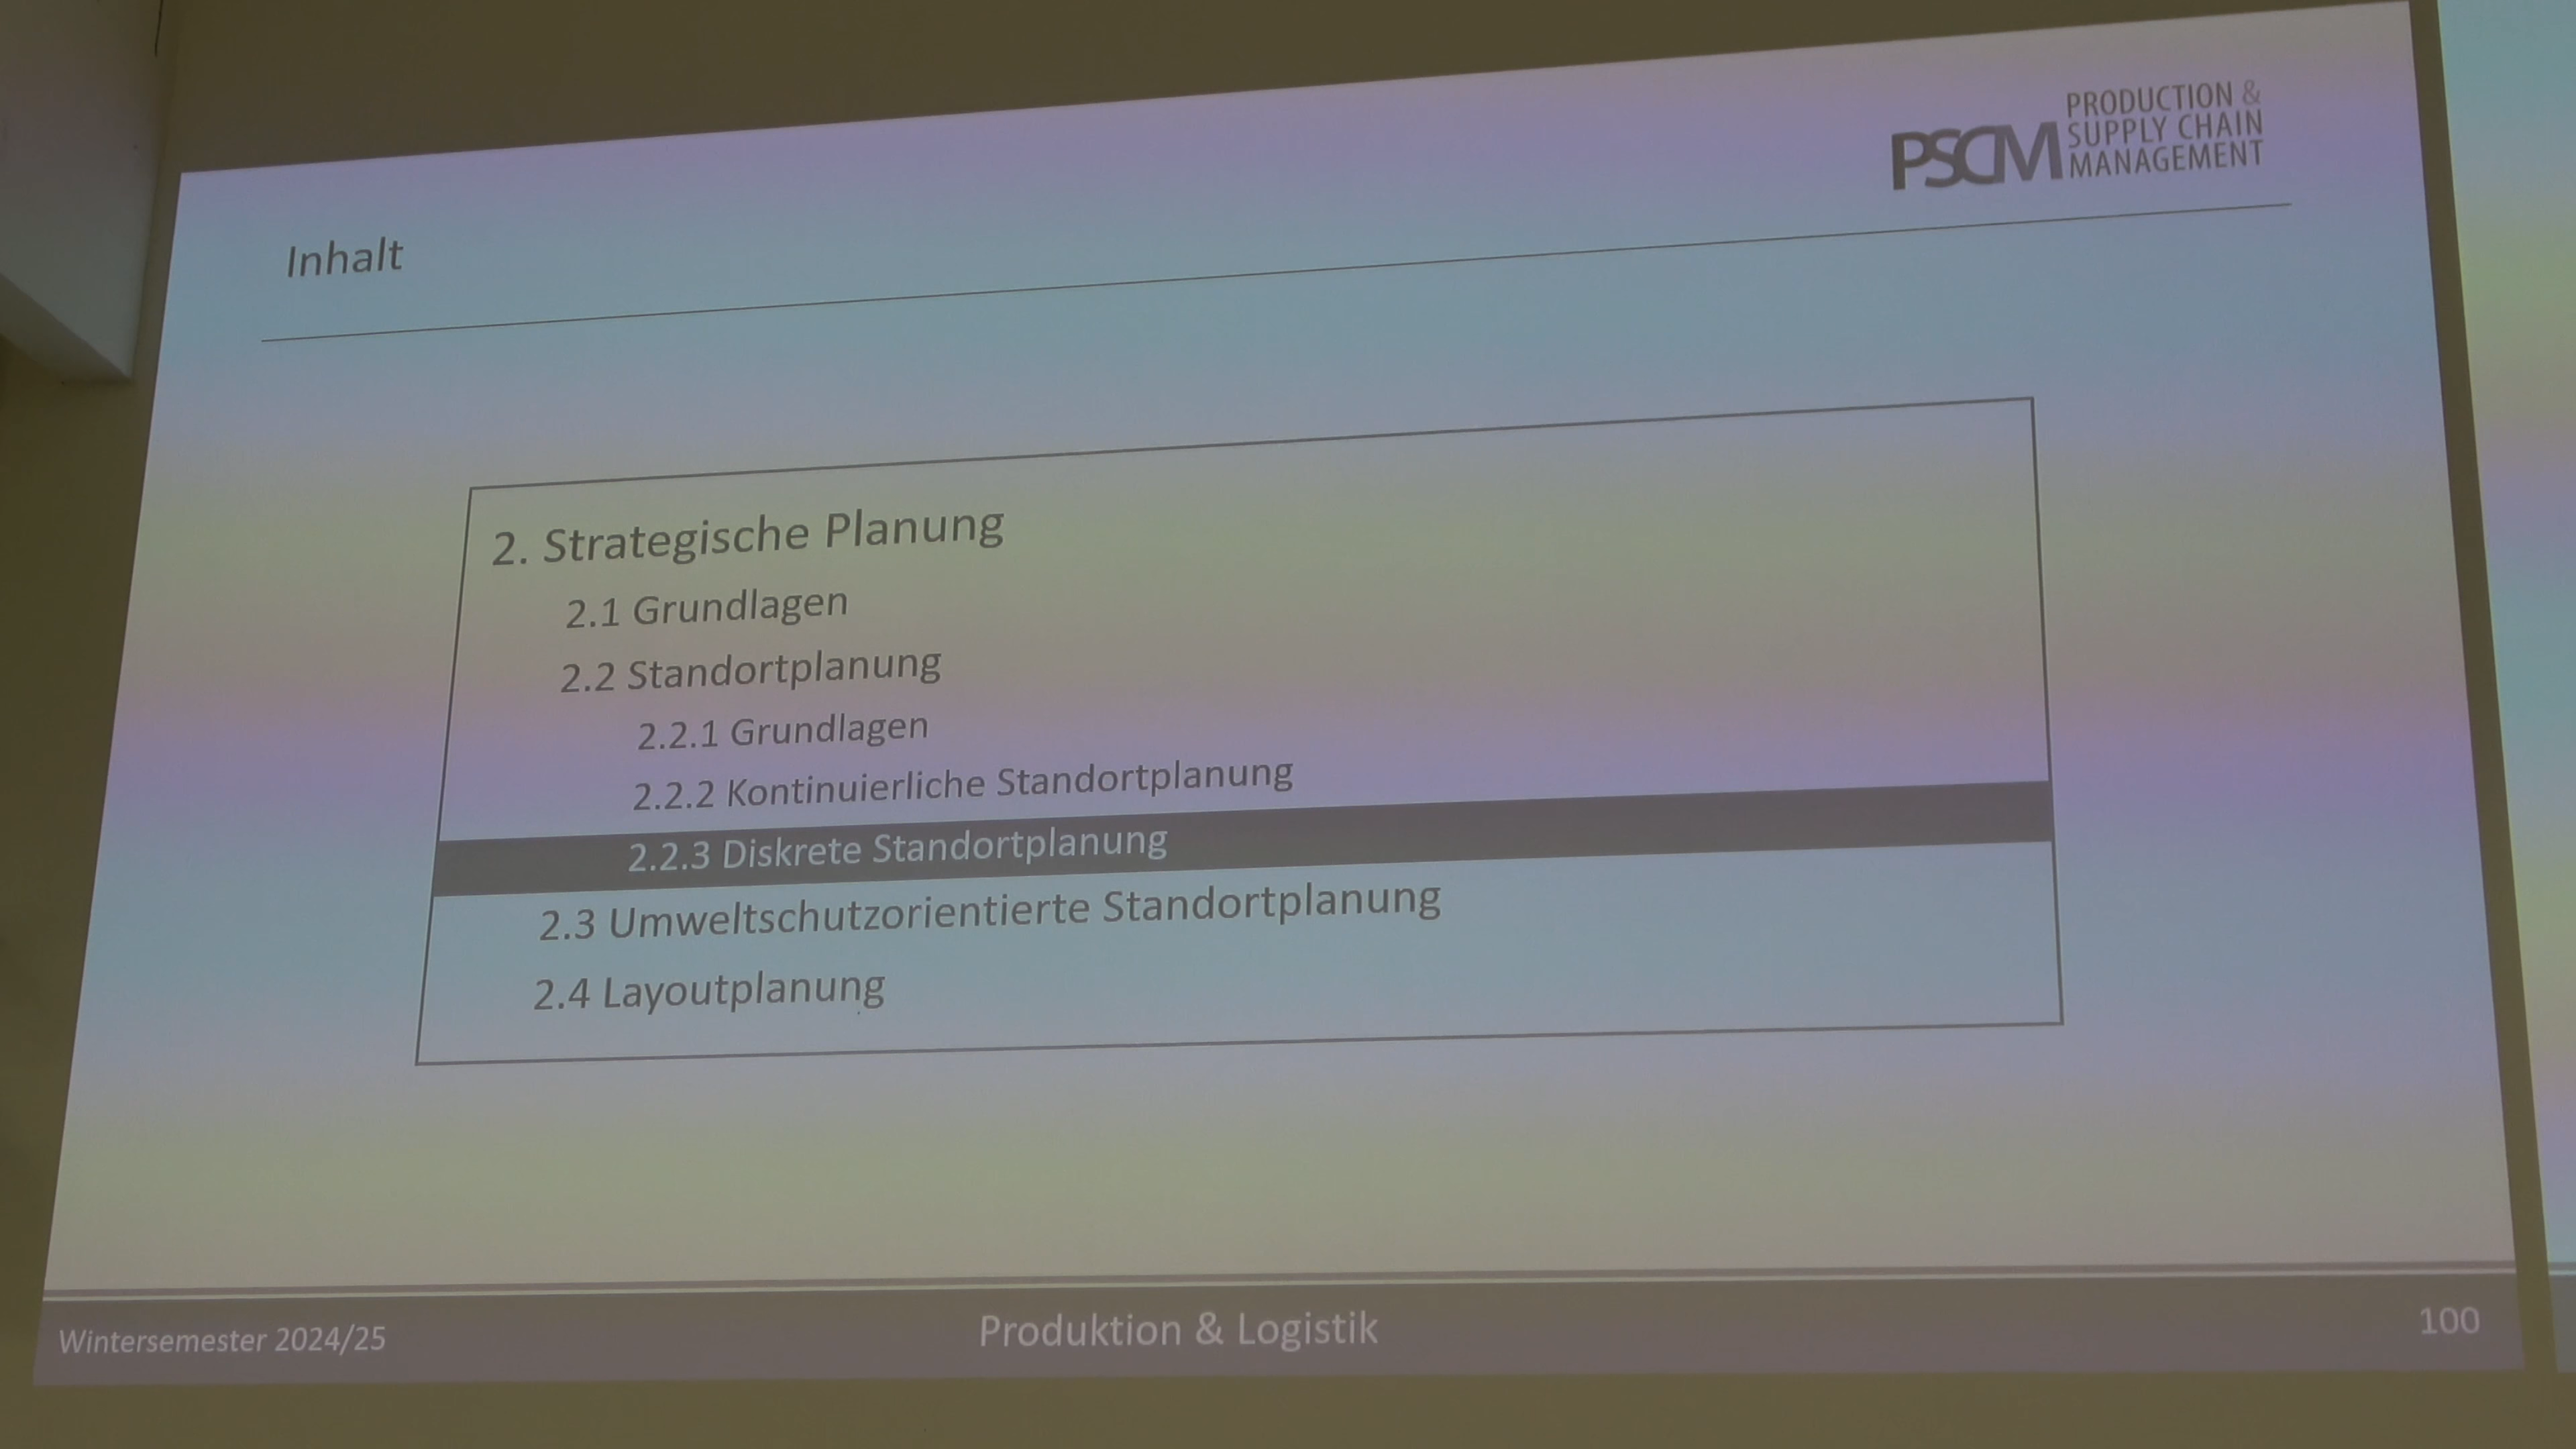 PSCM
PRODUCTION &
SUPPLY CHAIN
MANAGEMENT
Inhalt
2. Strategische Planung
2.1 Grundlagen
2.2 Standortplanung
2.2.1 Grundlagen
2.2.2 Kontinuierliche Standortplanung
2.2.3 Diskrete Standortplanung
2.3 Umweltschutzorientierte Standortplanung
2.4 Layoutplanung
Wintersemester 2024/25
Produktion & Logistik
100